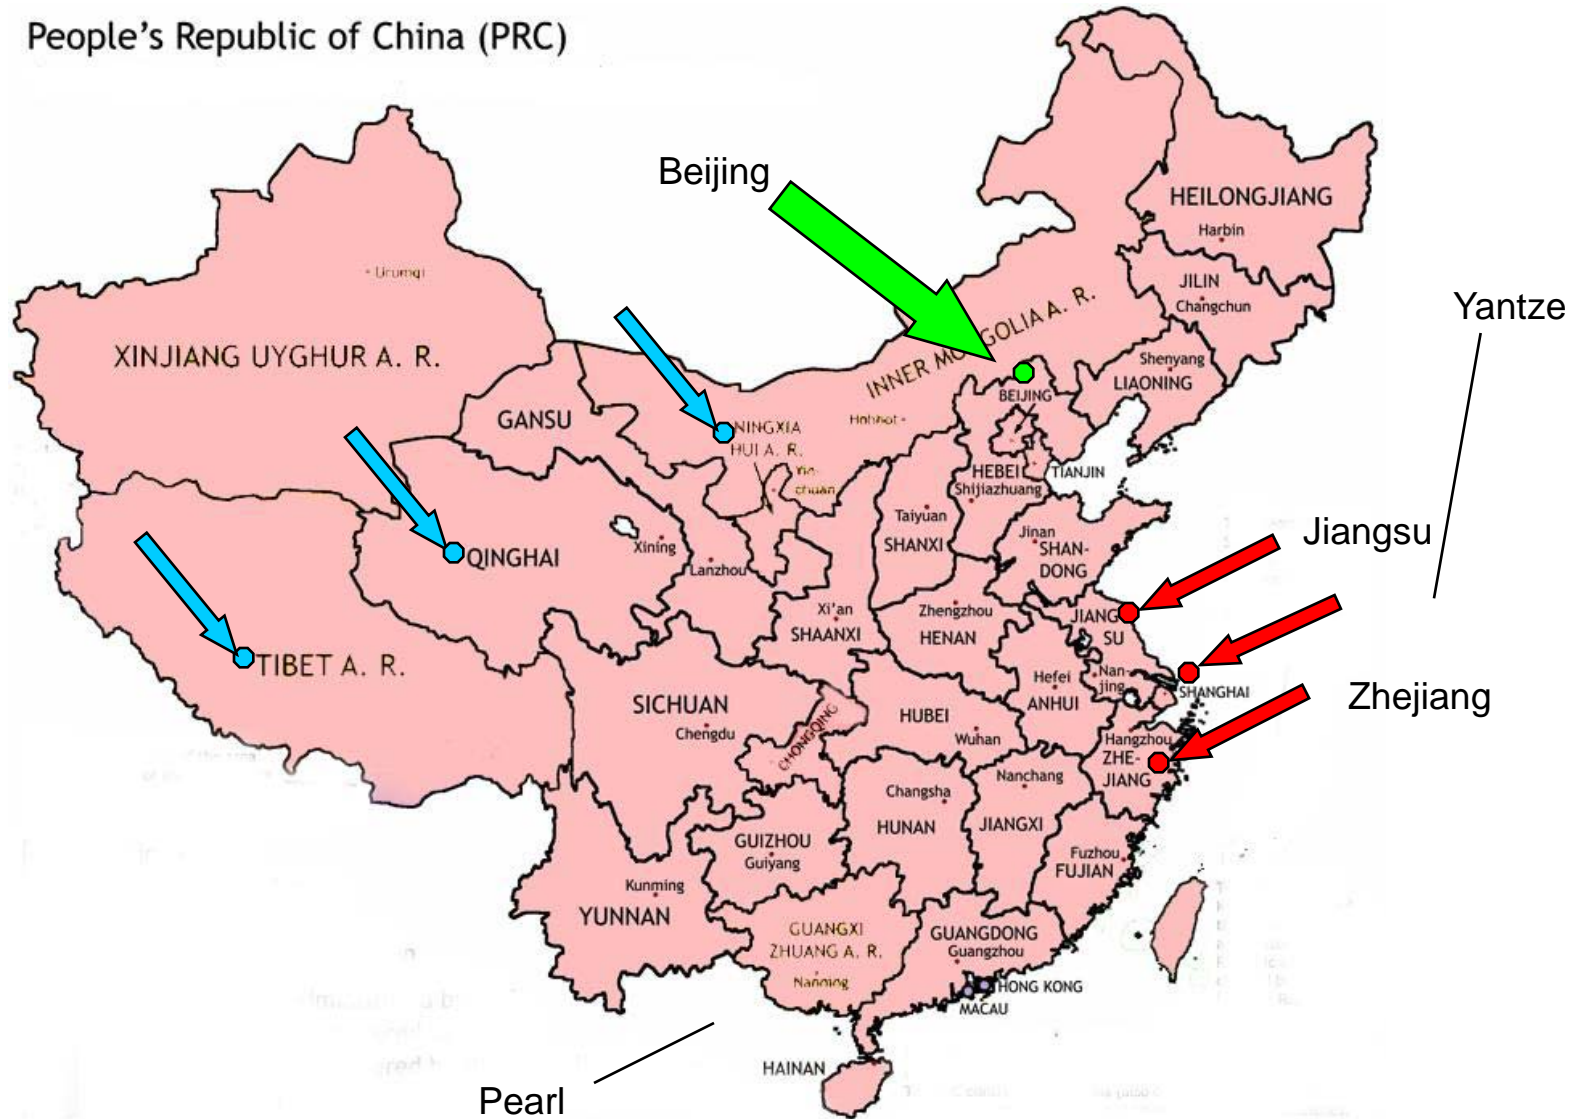 People's Republic of China (PRC)
Beijing
HEILONGJIANG
Harbin
JILIN
Changchun
Yantze
Urumqi
INNER MONGOLIA A. R.
XINJIANG UYGHUR A. R.
Shenyang
LIAONING
BEIJING
GANSU
Hohhot
NINGXIA
HUI A. R.
Yin-
chuan
HEBEI
Shijiazhuang
TIANJIN
Taiyuan
SHANXI
Jinan
SHAN-
DONG
Jiangsu
QINGHAI
Xining
Lanzhou
Xi'an
SHAANXI
Zhengzhou
HENAN
JIANG
SU
TIBET A. R.
Hefei
ANHUI
Nan-
jing
SHANGHAI
Zhejiang
SICHUAN
Chengdu
CHONGQING
HUBEI
Wuhan
Hangzhou
ZHE-
JIANG
Changsha
HUNAN
Nanchang
JIANGXI
GUIZHOU
Guiyang
Fuzhou
FUJIAN
Kunming
YUNNAN
GUANGXI
ZHUANG A. R.
Nanning
GUANGDONG
Guangzhou
HONG KONG
MACAU
HAINAN
Pearl